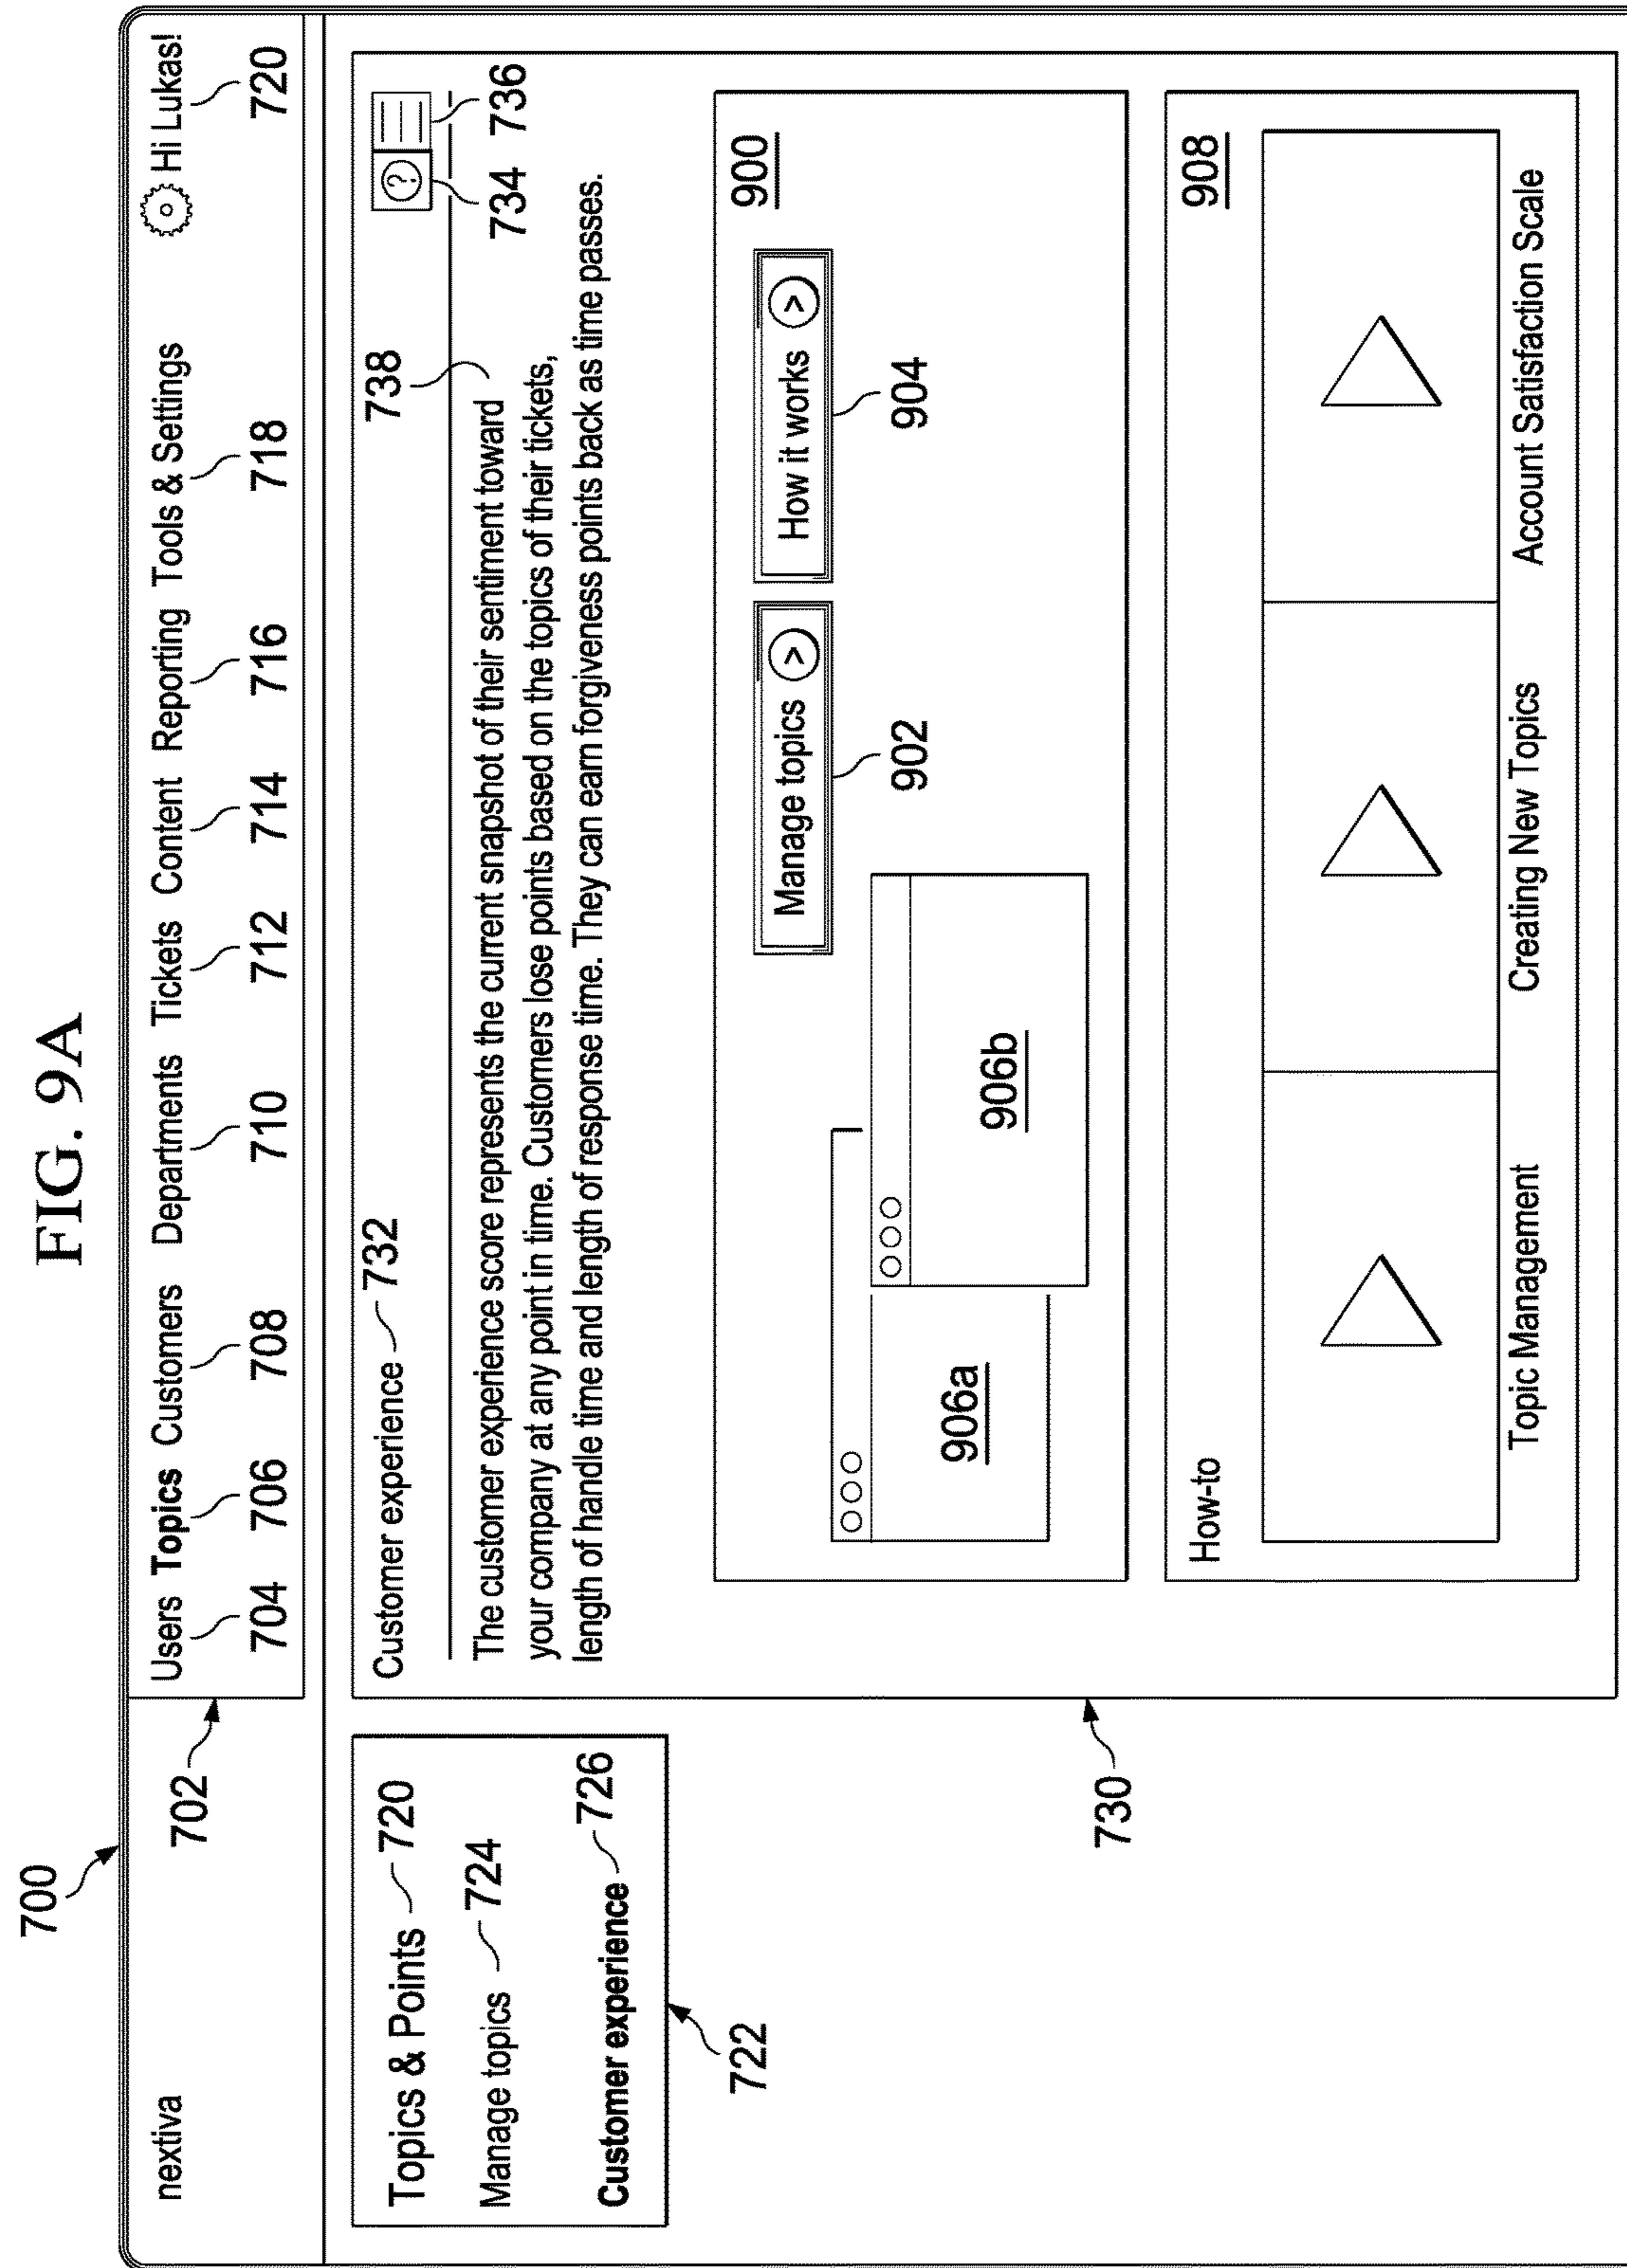 FIG. 9A
700
nextiva
702
Users Topics Customers Departments Tickets Content Reporting Tools & Settings Hi Lukas!
704 706 708 710 712 714 716 718 720
Topics & Points 720
Manage topics 724
Customer experience 726
722
Customer experience 732
738
?
734 736
The customer experience score represents the current snapshot of their sentiment toward
your company at any point in time. Customers lose points based on the topics of their tickets,
length of handle time and length of response time. They can earn forgiveness points back as time passes.
730
900
Manage topics > How it works >
902 904
906a 906b
How-to 908
Topic Management Creating New Topics Account Satisfaction Scale